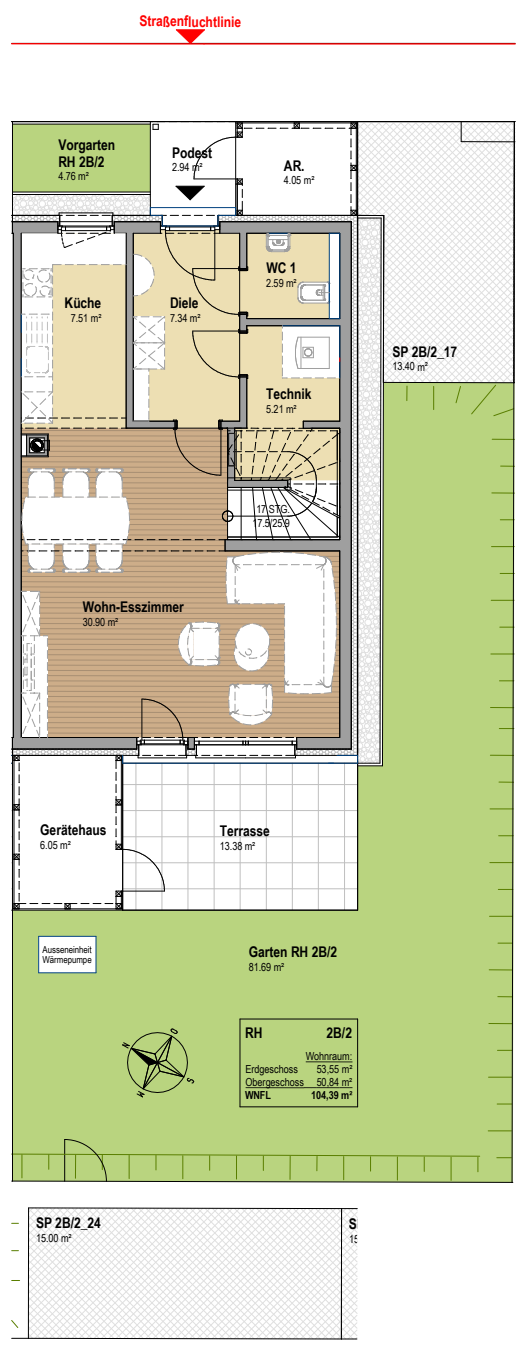 Straßenfluchtlinie
Vorgarten
RH 2B/2
4.76 m²
Podest
2.94 m²
AR.
4.05 m²
WC 1
2.59 m²
Küche
7.51 m²
Diele
7.34 m²
SP 2B/2_17
13.40 m²
Technik
5.21 m²
17 STG.
17.5/25.9
Wohn-Esszimmer
30.90 m²
Gerätehaus
6.05 m²
Terrasse
13.38 m²
Ausseneinheit
Wärmepumpe
Garten RH 2B/2
81.69 m²
N
O
W
S
RH 2B/2
Wohnraum:
Erdgeschoss 53,55 m²
Obergeschoss 50,84 m²
WNFL 104,39 m²
SP 2B/2_24
15.00 m²
S
15